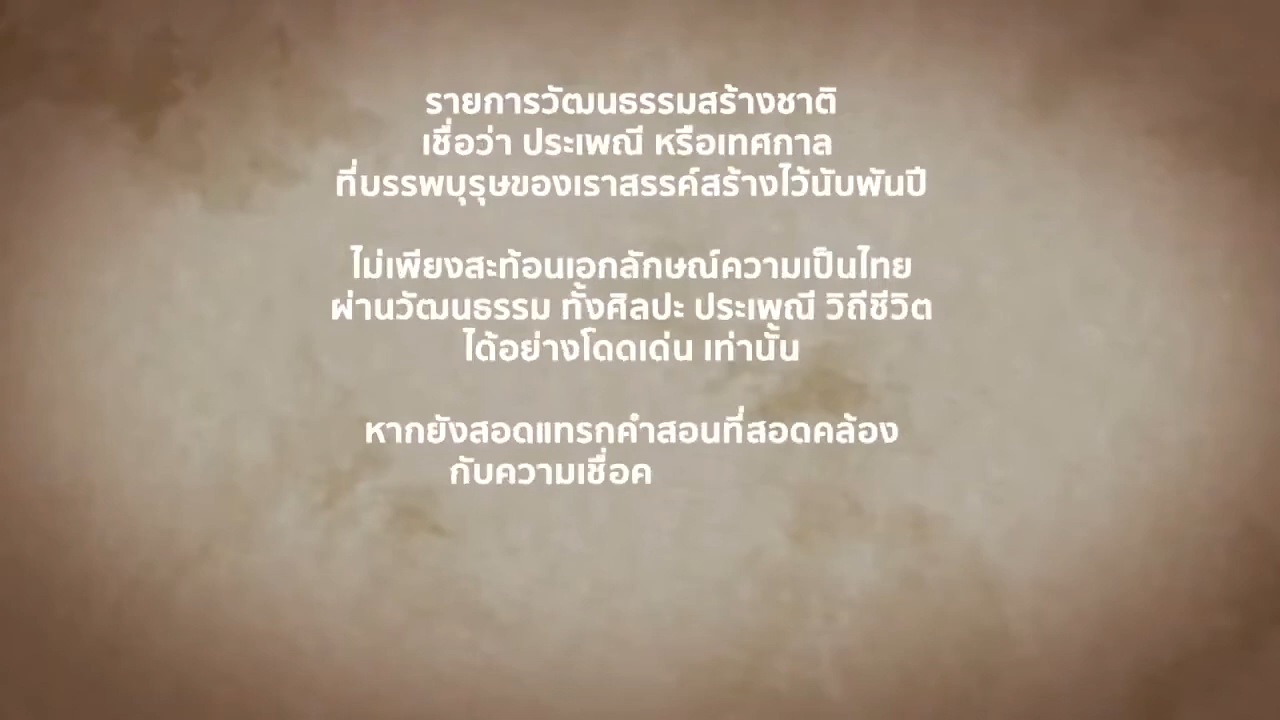 รายการวัฒนธรรมสร้างชาติ
เชื่อว่า ประเพณี หรือเทศกาล
ที่บรรพบุรุษของเราสรรค์สร้างไว้นับพันปี
ไม่เพียงสะท้อนเอกลักษณ์ความเป็นไทย
ผ่านวัฒนธรรม ทั้งศิลปะ ประเพณี วิถีชีวิต
ได้อย่างโดดเด่น เท่านั้น
หากยังสอดแทรกคำสอนที่สอดคล้อง
กับความเชื่อค